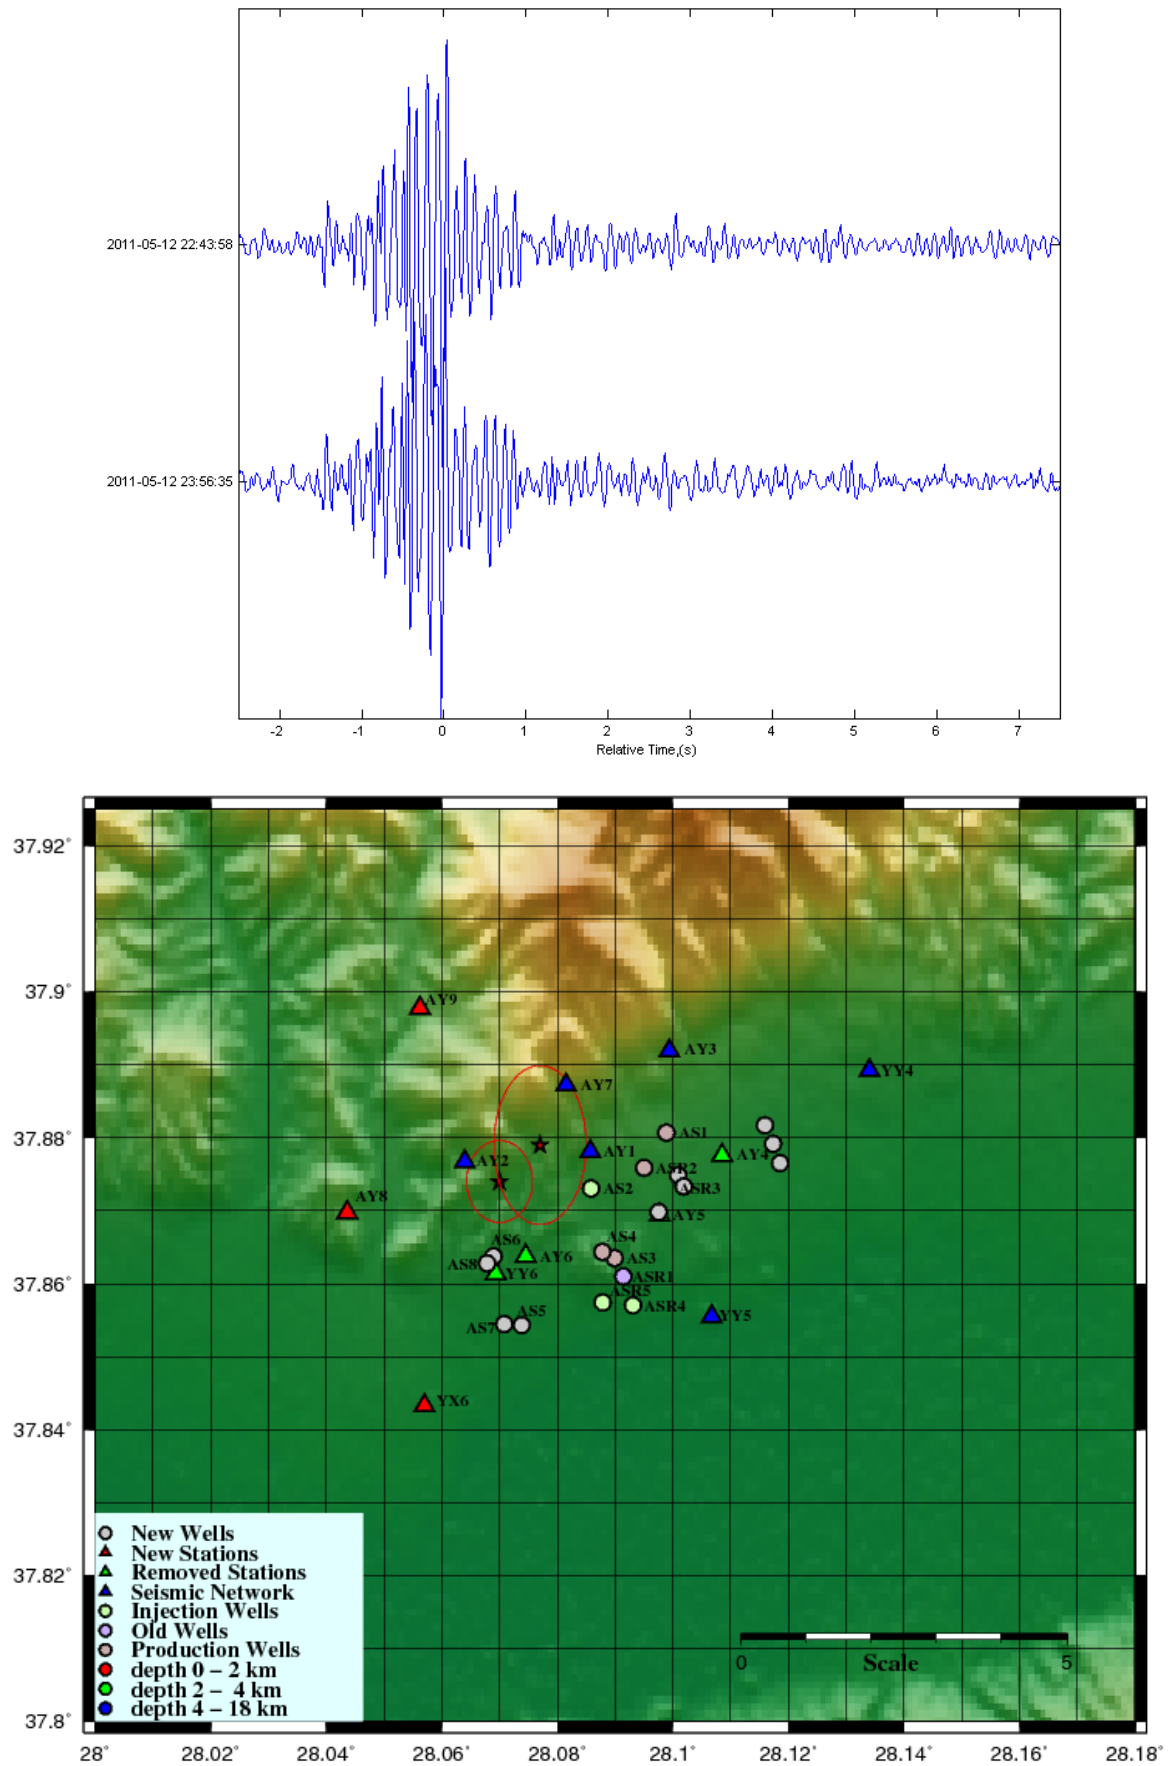 2011-05-12 22:43:58
2011-05-12 23:56:35
-2 -1 0 1 2 3 4 5 6 7
Relative Time,(s)
37.92°
37.9°
37.88°
37.86°
37.84°
37.82°
37.8°
AY9
AY3
YY4
AY7
AS1
AY1
AY4
AY2
ASR2
AS2
ASR3
AY8
AY5
AS6
AS4
AS8
AY6
AS3
YY6
ASR1
ASR5
ASR4
AS5
YY5
AS7
YX6
New Wells
New Stations
Removed Stations
Seismic Network
Injection Wells
Old Wells
Production Wells
depth 0 – 2 km
depth 2 – 4 km
depth 4 – 18 km
0 Scale 5
28° 28.02° 28.04° 28.06° 28.08° 28.1° 28.12° 28.14° 28.16° 28.18°